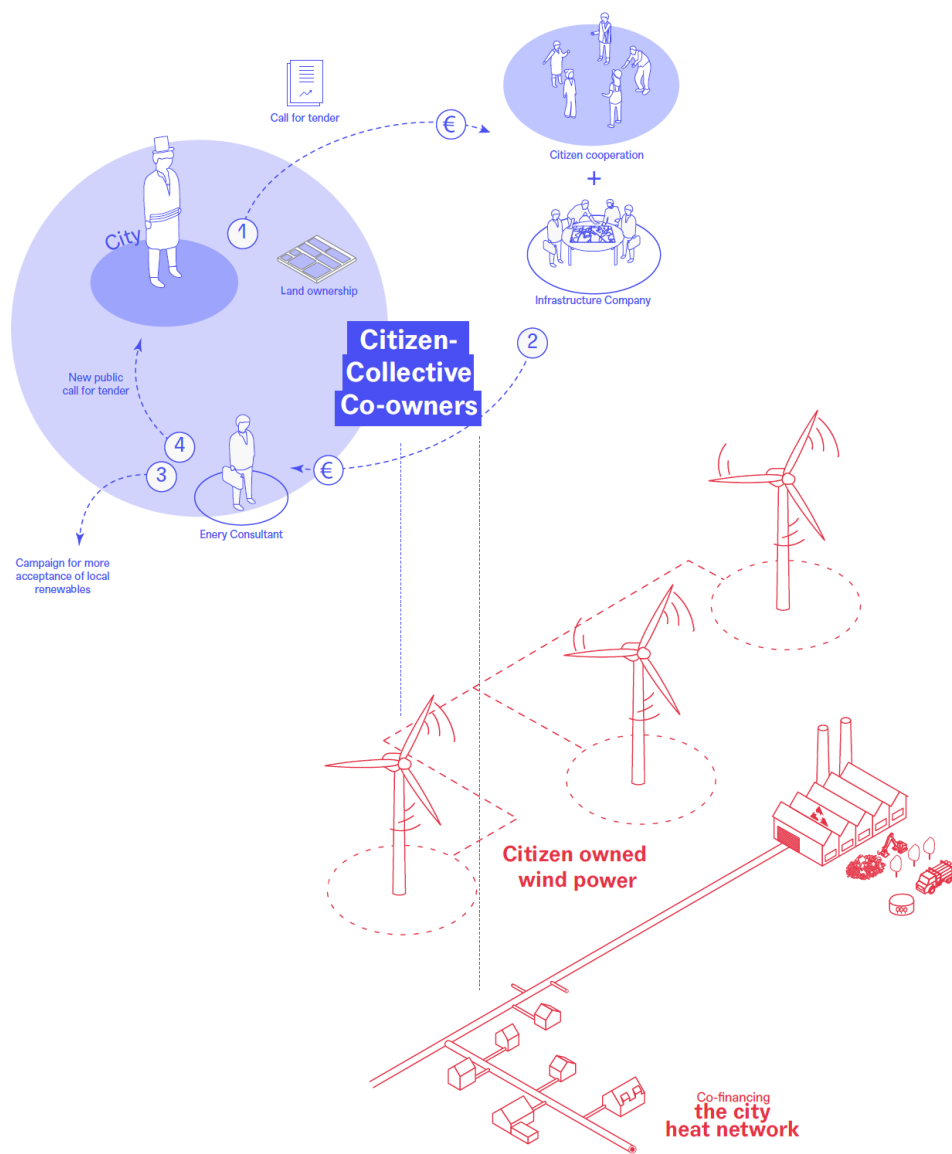 Call for tender
€
Citizen cooperation
+
City
1
Land ownership
Infrastructure Company
Citizen-
Collective
Co-owners
2
New public
call for tender
4
3
€
Enery Consultant
Campaign for more
acceptance of local
renewables
Citizen owned
wind power
Co-financing
the city
heat network